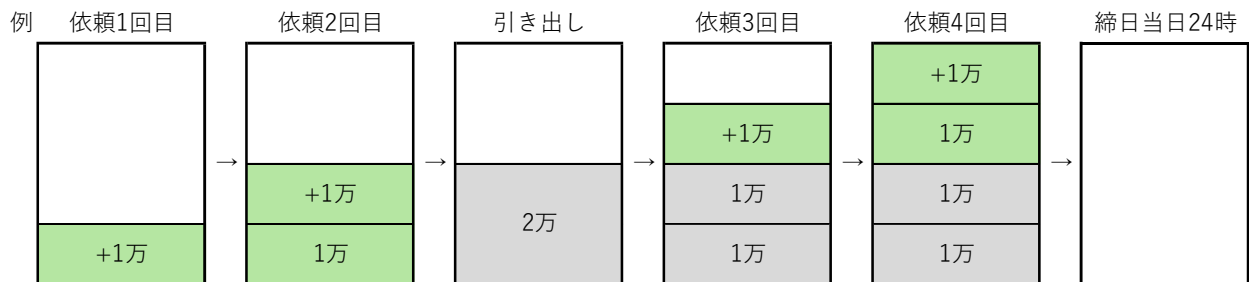 例 依頼1回目 依頼2回目 引き出し 依頼3回目 依頼4回目 締日当日24時
+1万
+1万 1万
→ → → → →
+1万 1万
2万
+1万 1万 1万 1万